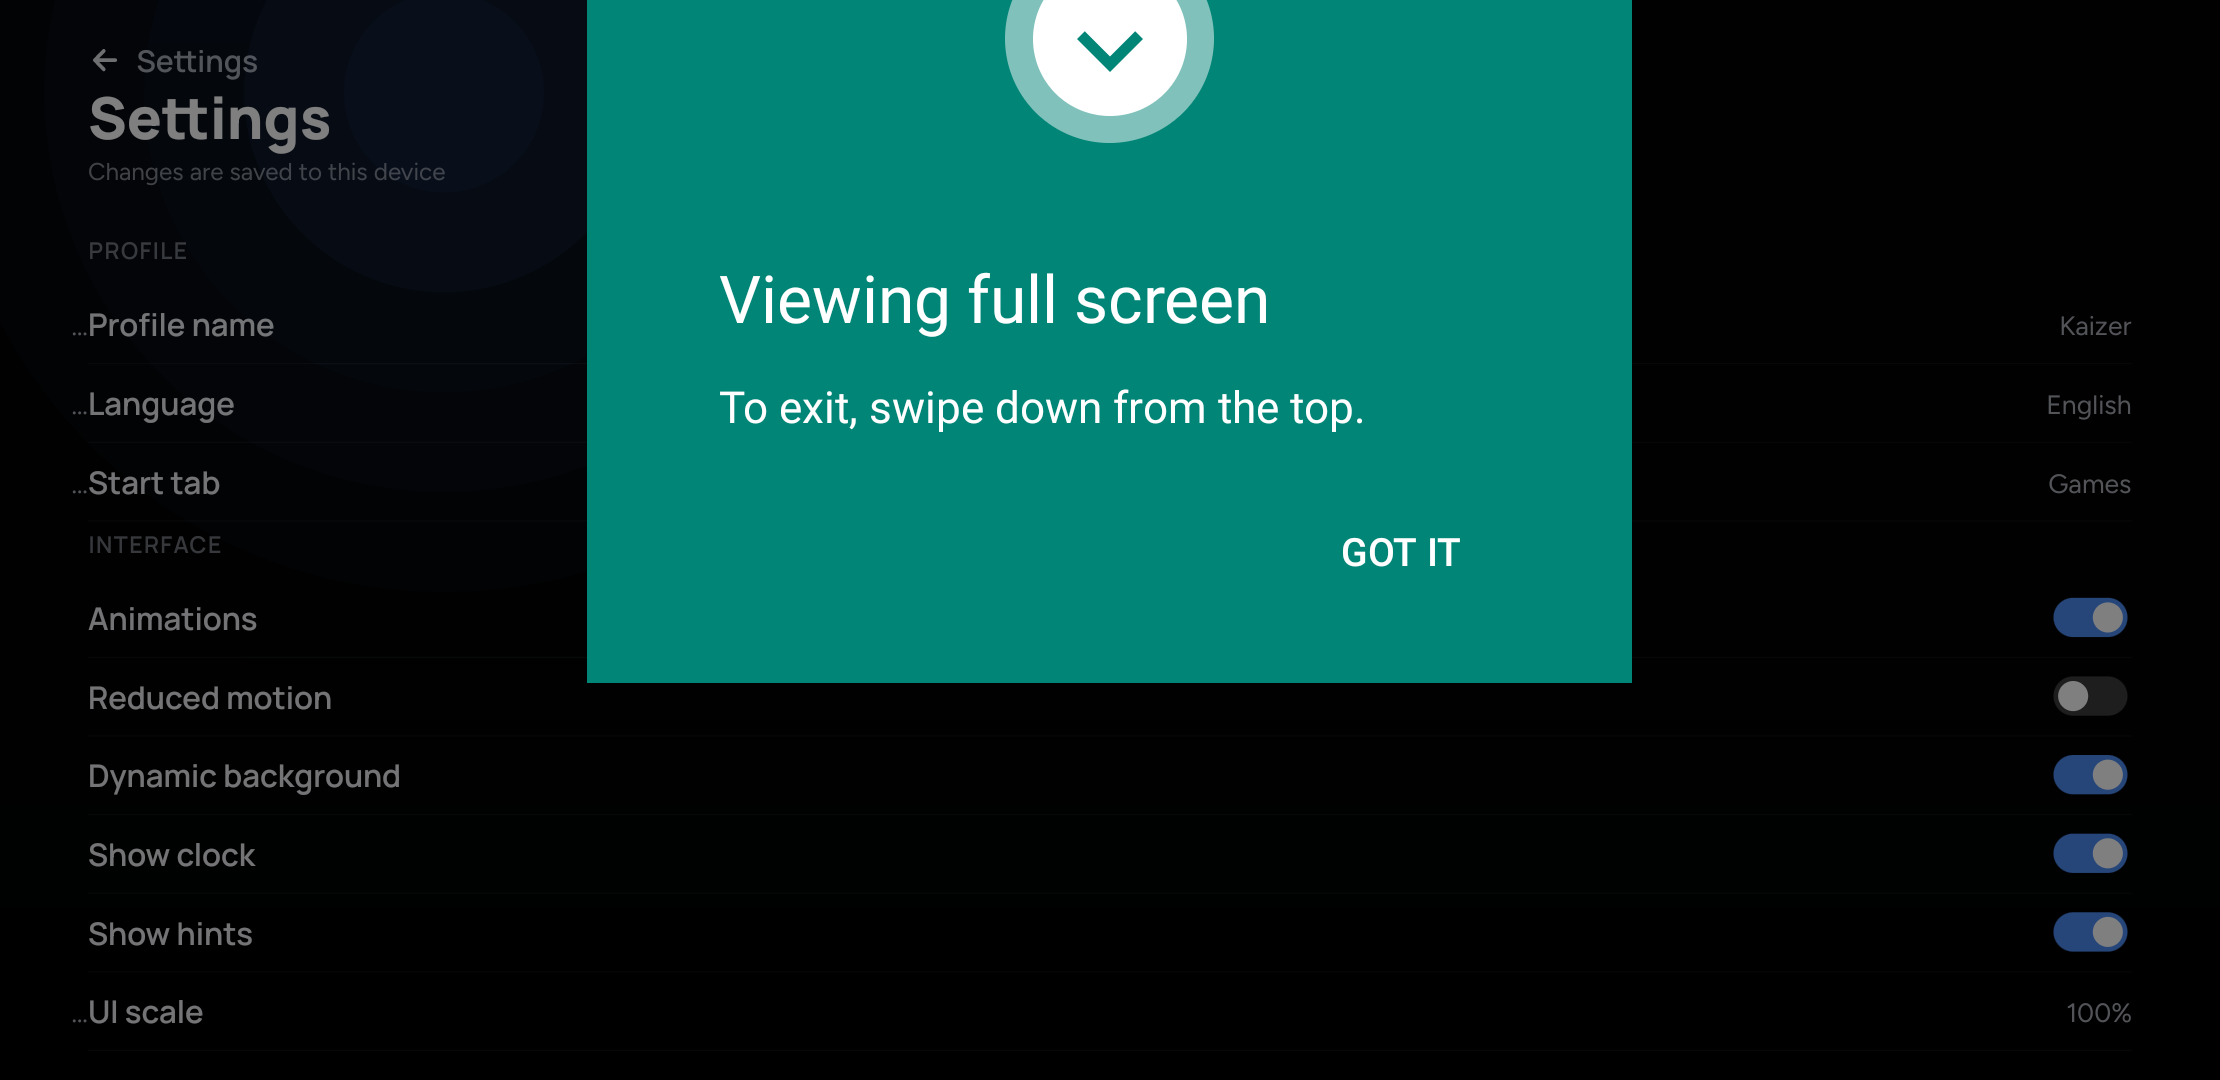 Settings
Settings
Changes are saved to this device
PROFILE
...Profile name
Kaizer
...Language
English
...Start tab
Games
INTERFACE
Animations
Reduced motion
Dynamic background
Show clock
Show hints
...UI scale
100%
Viewing full screen
To exit, swipe down from the top.
GOT IT